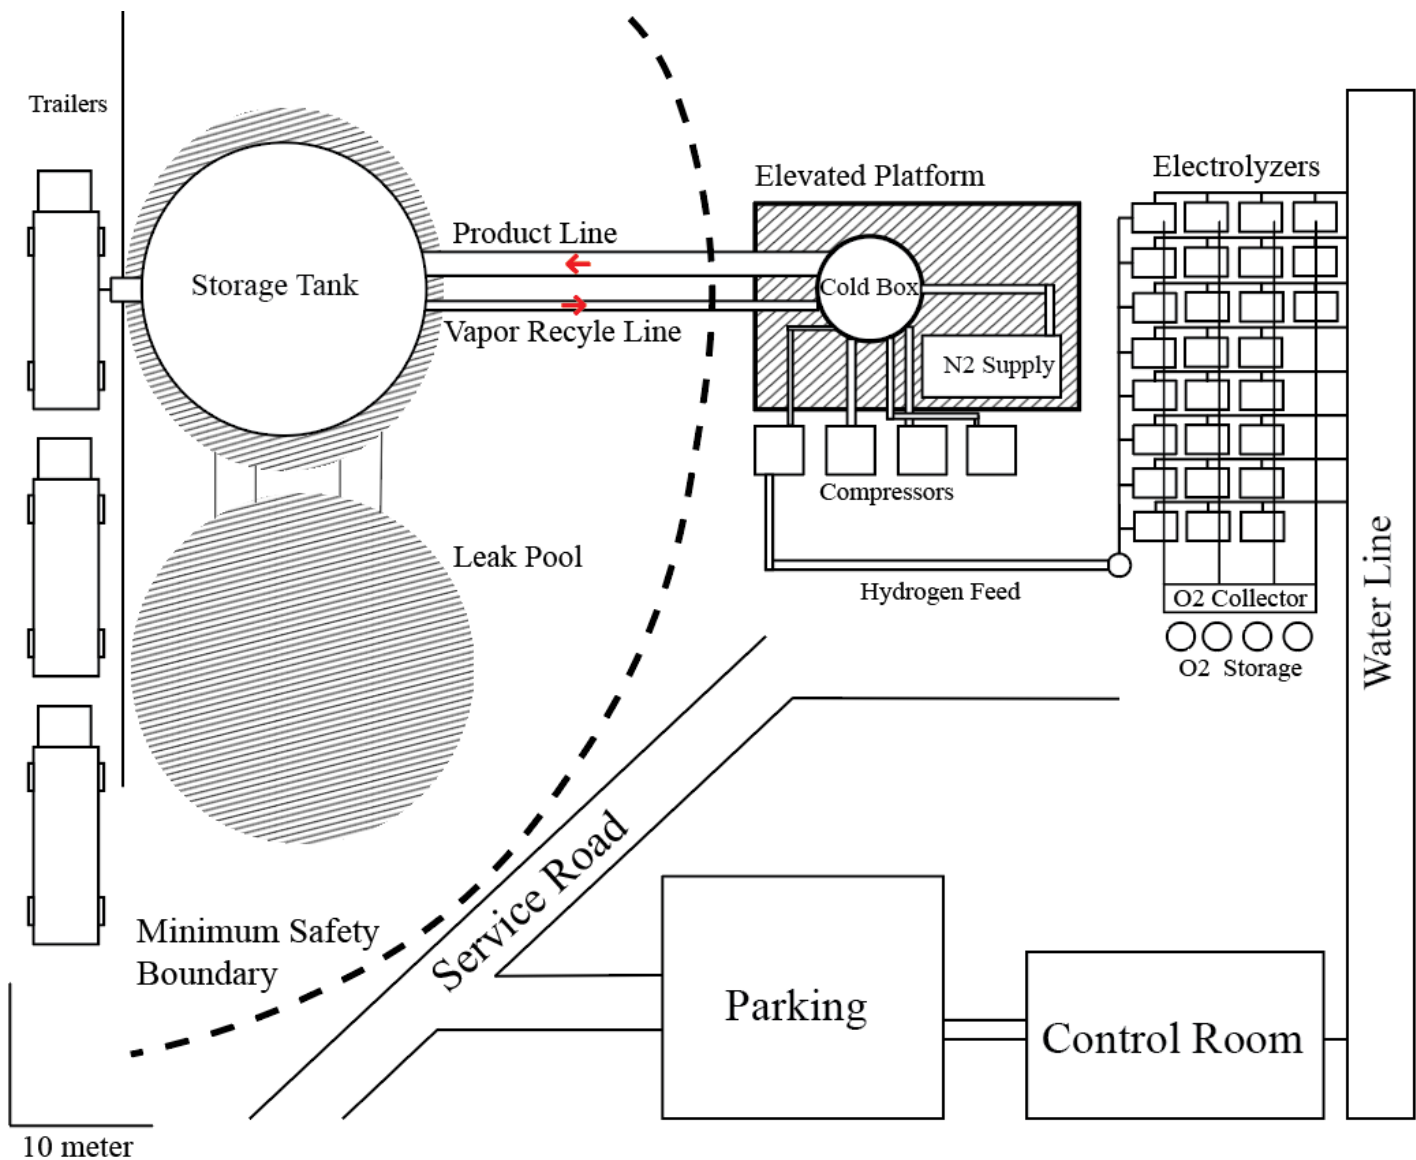 Trailers
Electrolyzers
Elevated Platform
Product Line
Storage Tank
Cold Box
Vapor Recyle Line
N2 Supply
Compressors
Leak Pool
Hydrogen Feed
O2 Collector
O2 Storage
Water Line
Service Road
Minimum Safety
Boundary
Parking
Control Room
10 meter